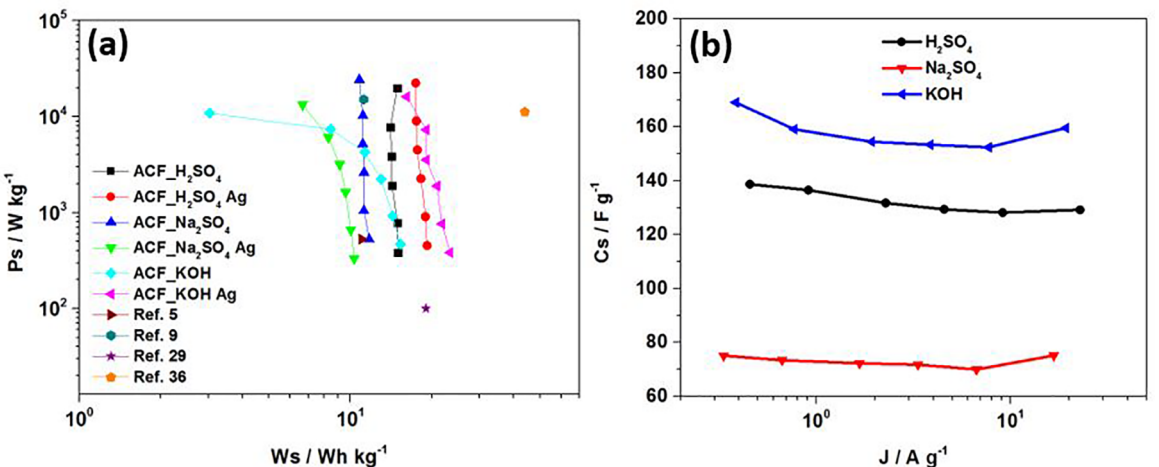 (a)
10⁵
10⁴
10³
10²
Ps / W kg⁻¹
ACF_H₂SO₄
ACF_H₂SO₄ Ag
ACF_Na₂SO₄
ACF_Na₂SO₄ Ag
ACF_KOH
ACF_KOH Ag
Ref. 5
Ref. 9
Ref. 29
Ref. 36
10⁰
10¹
Ws / Wh kg⁻¹
(b)
200
180
160
140
120
100
80
60
Cs / F g⁻¹
H₂SO₄
Na₂SO₄
KOH
10⁰
10¹
J / A g⁻¹